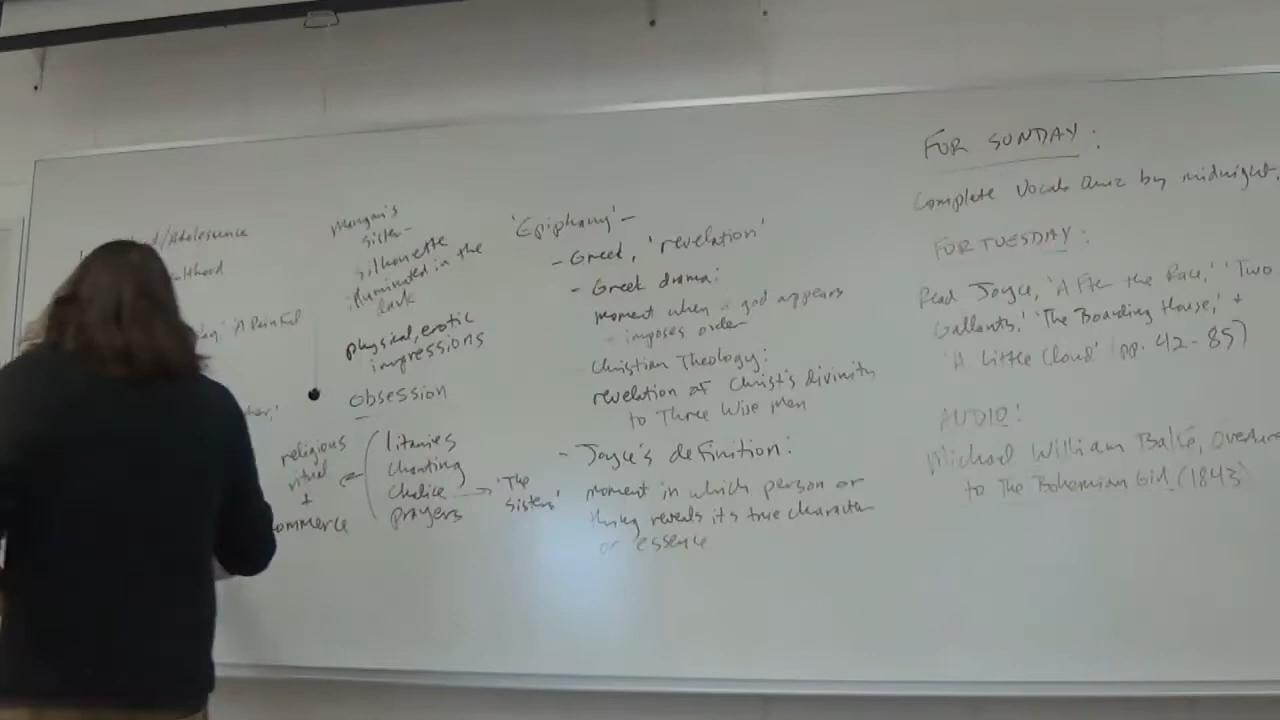 /Adolescence
'A Painful
Mangan's
sister –
silhouette
illuminated in the
dark
physical, erotic
impressions
obsession
religious
ritual
+
ommerce
litanies
chanting
chalice → 'The
Sisters'
prayers
'Epiphany' –
– Greek, 'revelation'
– Greek drama:
moment when a god appears
– imposes order
Christian Theology:
revelation of Christ's divinity
to Three Wise Men
– Joyce's definition:
moment in which person or
thing reveals its true character
or essence
FOR SUNDAY:
Complete Vocab Quiz by midnight.
FOR TUESDAY:
Read Joyce, 'After the Race,' 'Two
Gallants,' 'The Boarding House,' +
'A Little Cloud' (pp. 42-85)
AUDIO:
Michael William Balfe, Overture
to The Bohemian Girl (1843)